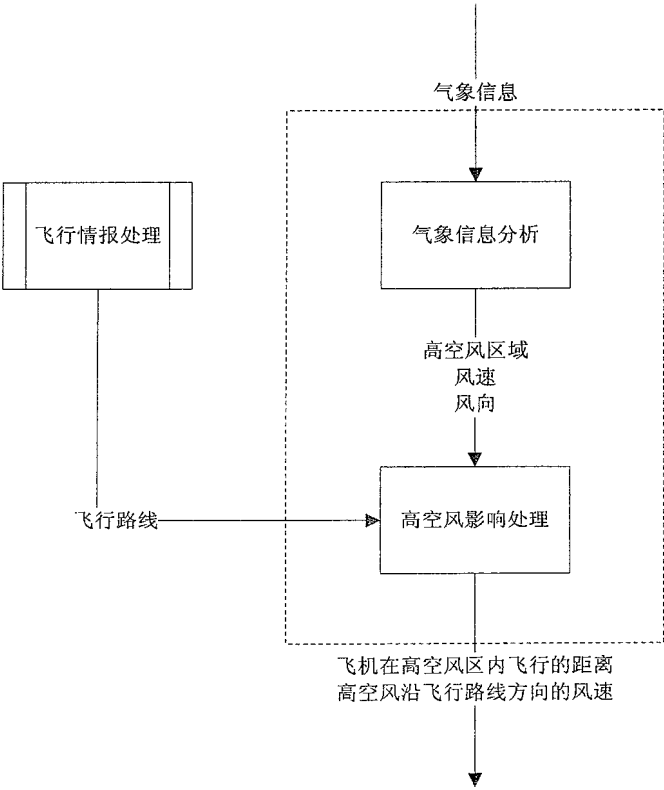 气象信息
飞行情报处理
气象信息分析
高空风区域
风速
风向
飞行路线
高空风影响处理
飞机在高空风区内飞行的距离
高空风沿飞行路线方向的风速